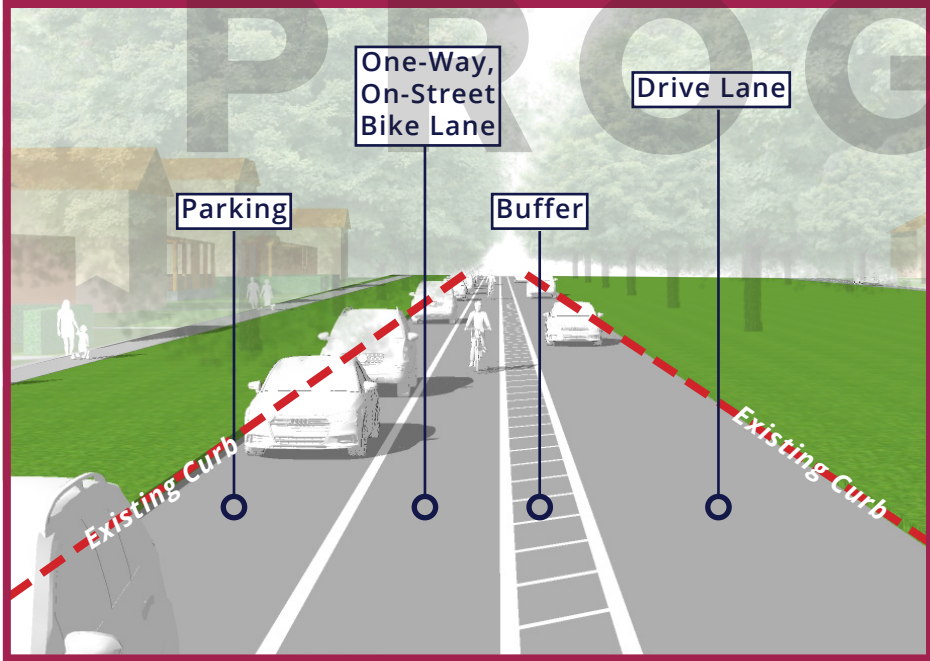 PROG
One-Way,
On-Street
Bike Lane
Drive Lane
Parking
Buffer
Existing Curb
Existing Curb